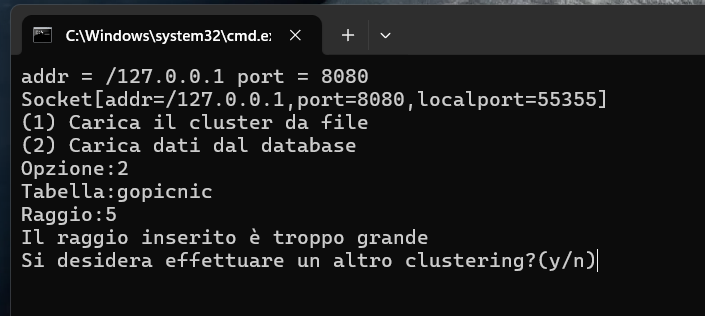 C:\Windows\system32\cmd.ex
addr = /127.0.0.1 port = 8080
Socket[addr=/127.0.0.1,port=8080,localport=55355]
(1) Carica il cluster da file
(2) Carica dati dal database
Opzione:2
Tabella:gopicnic
Raggio:5
Il raggio inserito è troppo grande
Si desidera effettuare un altro clustering?(y/n)